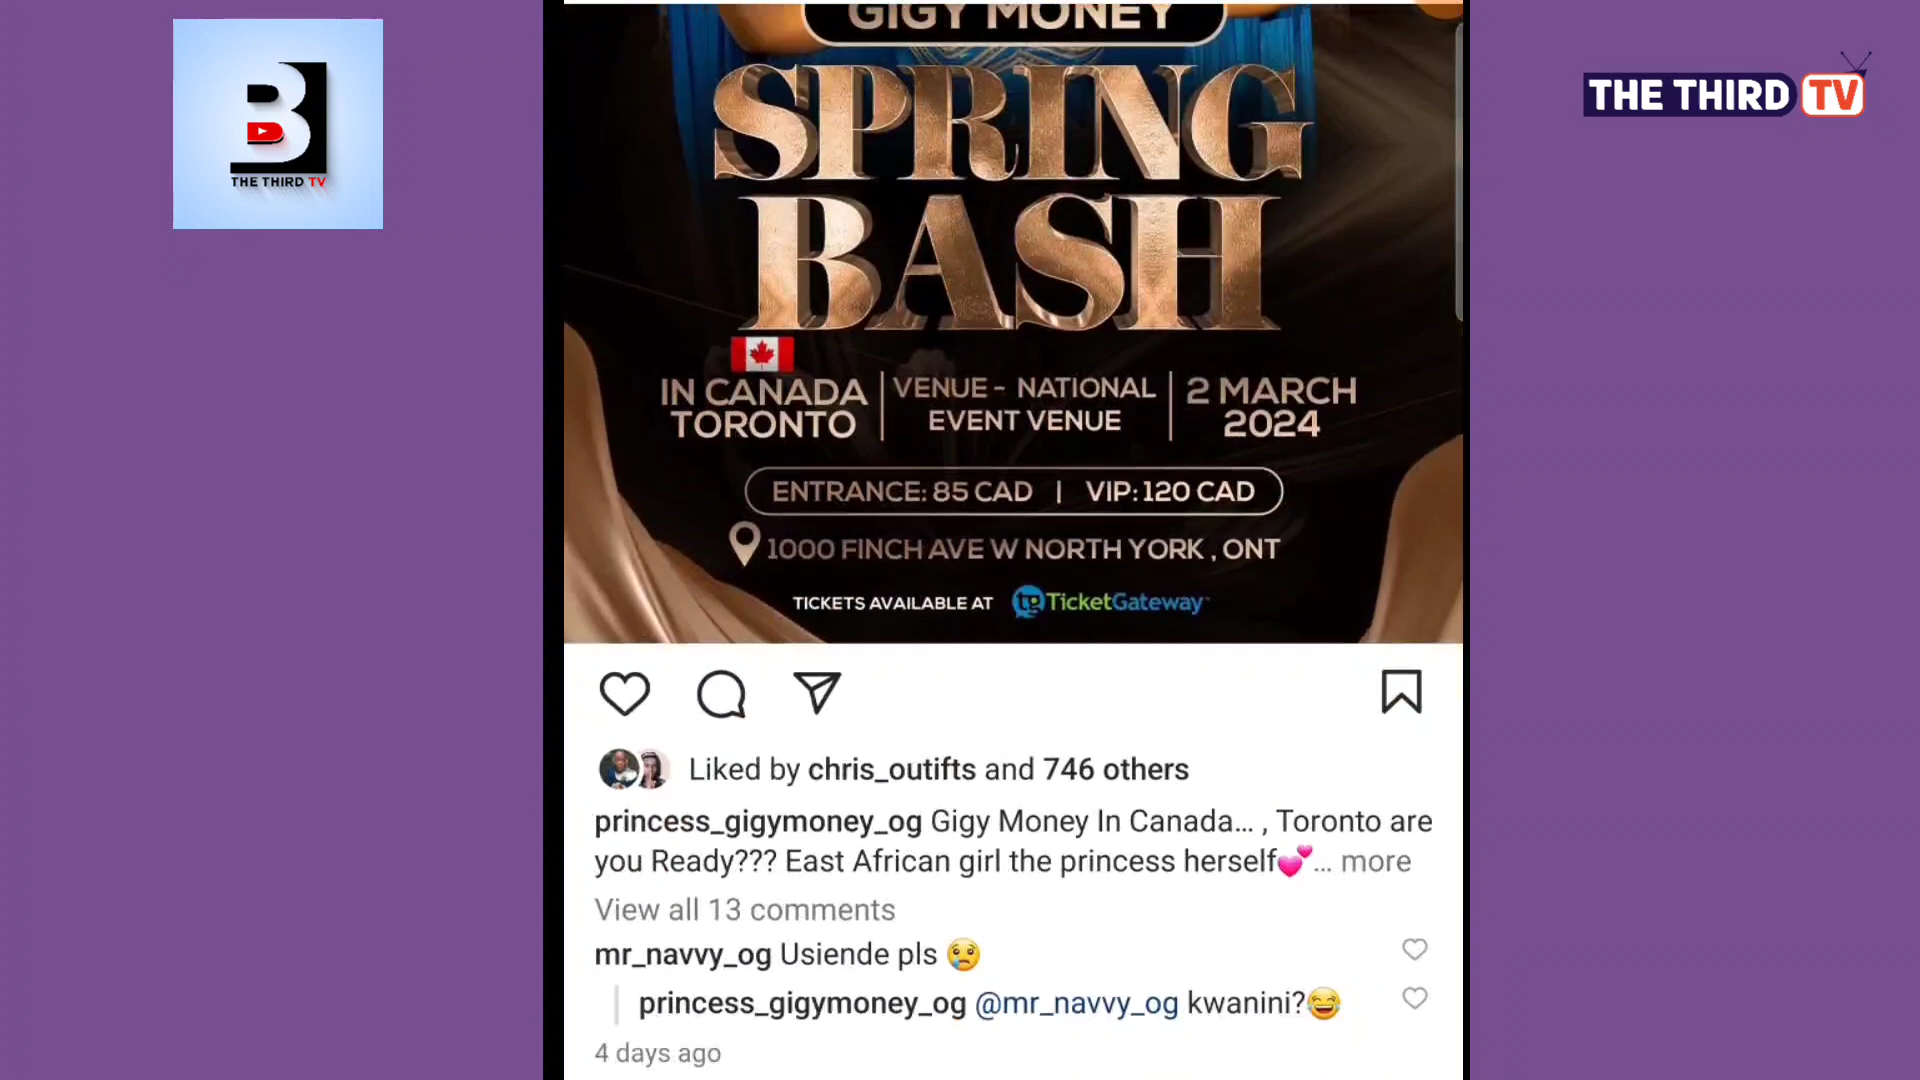 THE THIRD TV
THE THIRD TV
GIGY MONEY
SPRING
BASH
IN CANADA
TORONTO
VENUE - NATIONAL
EVENT VENUE
2 MARCH
2024
ENTRANCE: 85 CAD | VIP: 120 CAD
1000 FINCH AVE W NORTH YORK , ONT
TICKETS AVAILABLE AT tg TicketGateway
Liked by chris_outifts and 746 others
princess_gigymoney_og Gigy Money In Canada... , Toronto are
you Ready??? East African girl the princess herself💕... more
View all 13 comments
mr_navvy_og Usiende pls 😢
princess_gigymoney_og @mr_navvy_og kwanini?😂
4 days ago